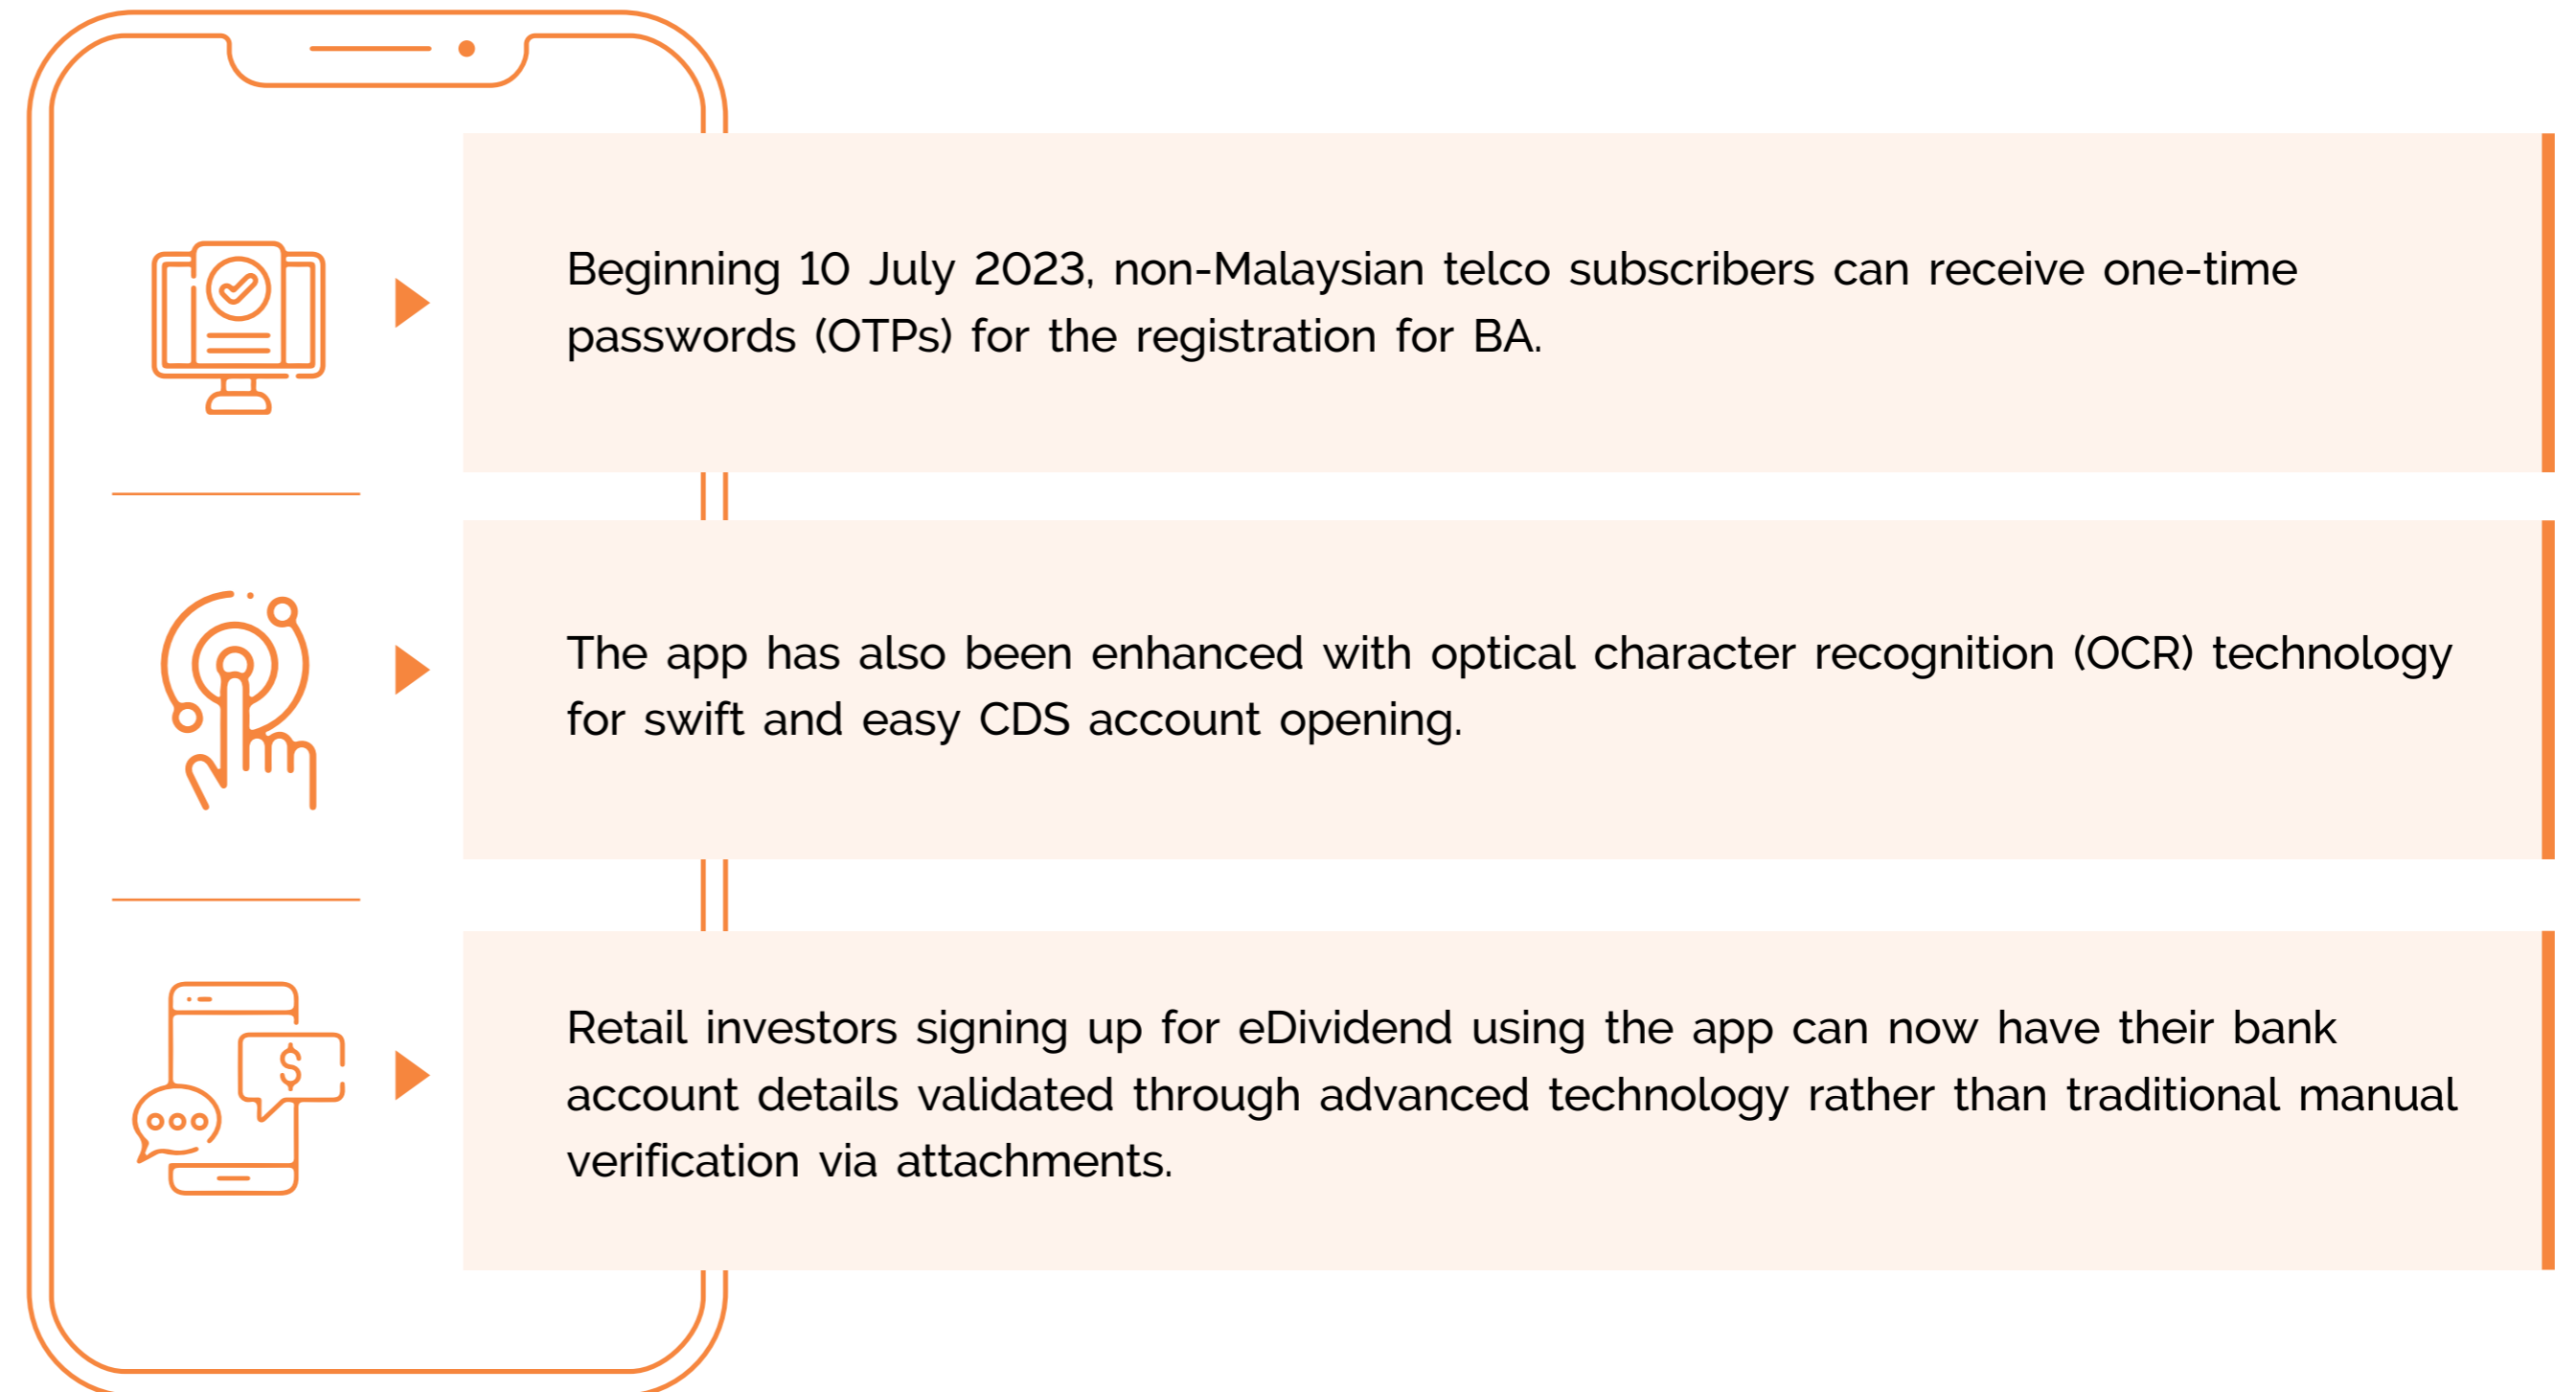 Beginning 10 July 2023, non-Malaysian telco subscribers can receive one-time
passwords (OTPs) for the registration for BA.
The app has also been enhanced with optical character recognition (OCR) technology
for swift and easy CDS account opening.
$
Retail investors signing up for eDividend using the app can now have their bank
account details validated through advanced technology rather than traditional manual
verification via attachments.